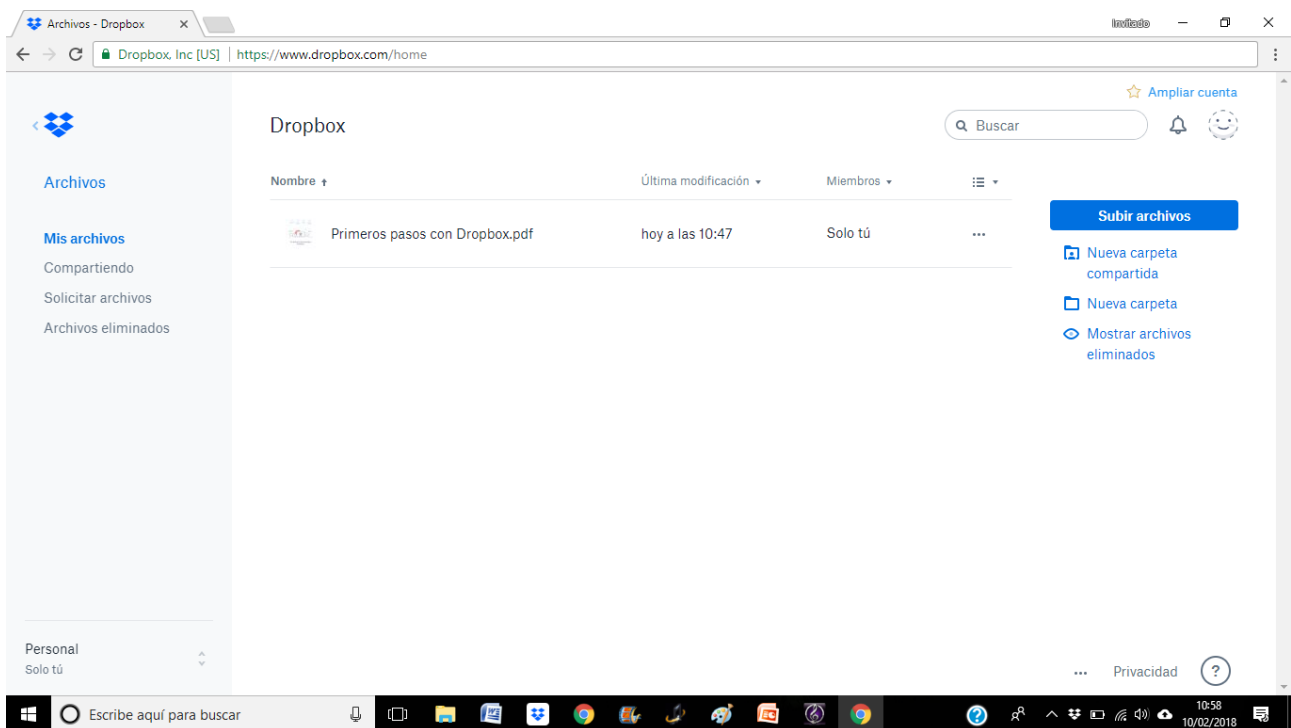 Archivos - Dropbox
Invitado
Dropbox, Inc [US] | https://www.dropbox.com/home
Ampliar cuenta
Dropbox
Buscar
Archivos
Nombre
Última modificación
Miembros
Subir archivos
Primeros pasos con Dropbox.pdf
hoy a las 10:47
Solo tú
Mis archivos
Nueva carpeta
compartida
Compartiendo
Solicitar archivos
Nueva carpeta
Archivos eliminados
Mostrar archivos
eliminados
Personal
Solo tú
Privacidad
?
Escribe aquí para buscar
10:58
10/02/2018